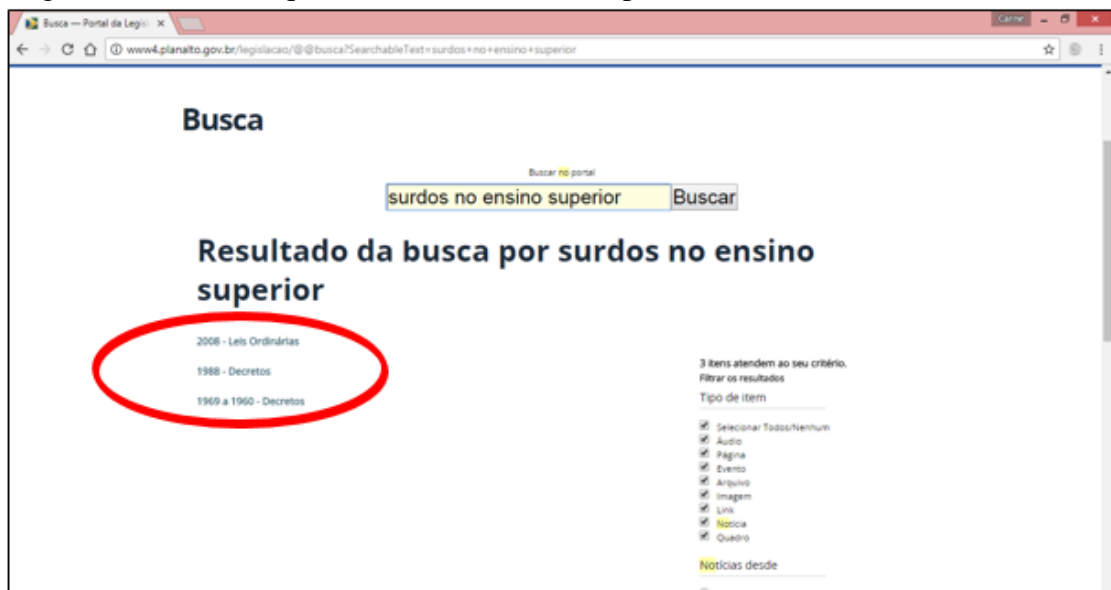 Busca — Portal da Legis
Carine
www4.planalto.gov.br/legislacao/@@busca?SearchableText=surdos+no+ensino+superior
Busca
Buscar no portal
surdos no ensino superior Buscar
Resultado da busca por surdos no ensino
superior
2008 - Leis Ordinárias
1988 - Decretos
1969 a 1960 - Decretos
3 itens atendem ao seu critério.
Filtrar os resultados
Tipo de item
Selecionar Todos/Nenhum
Áudio
Página
Evento
Arquivo
Imagem
Link
Notícia
Quadro
Notícias desde